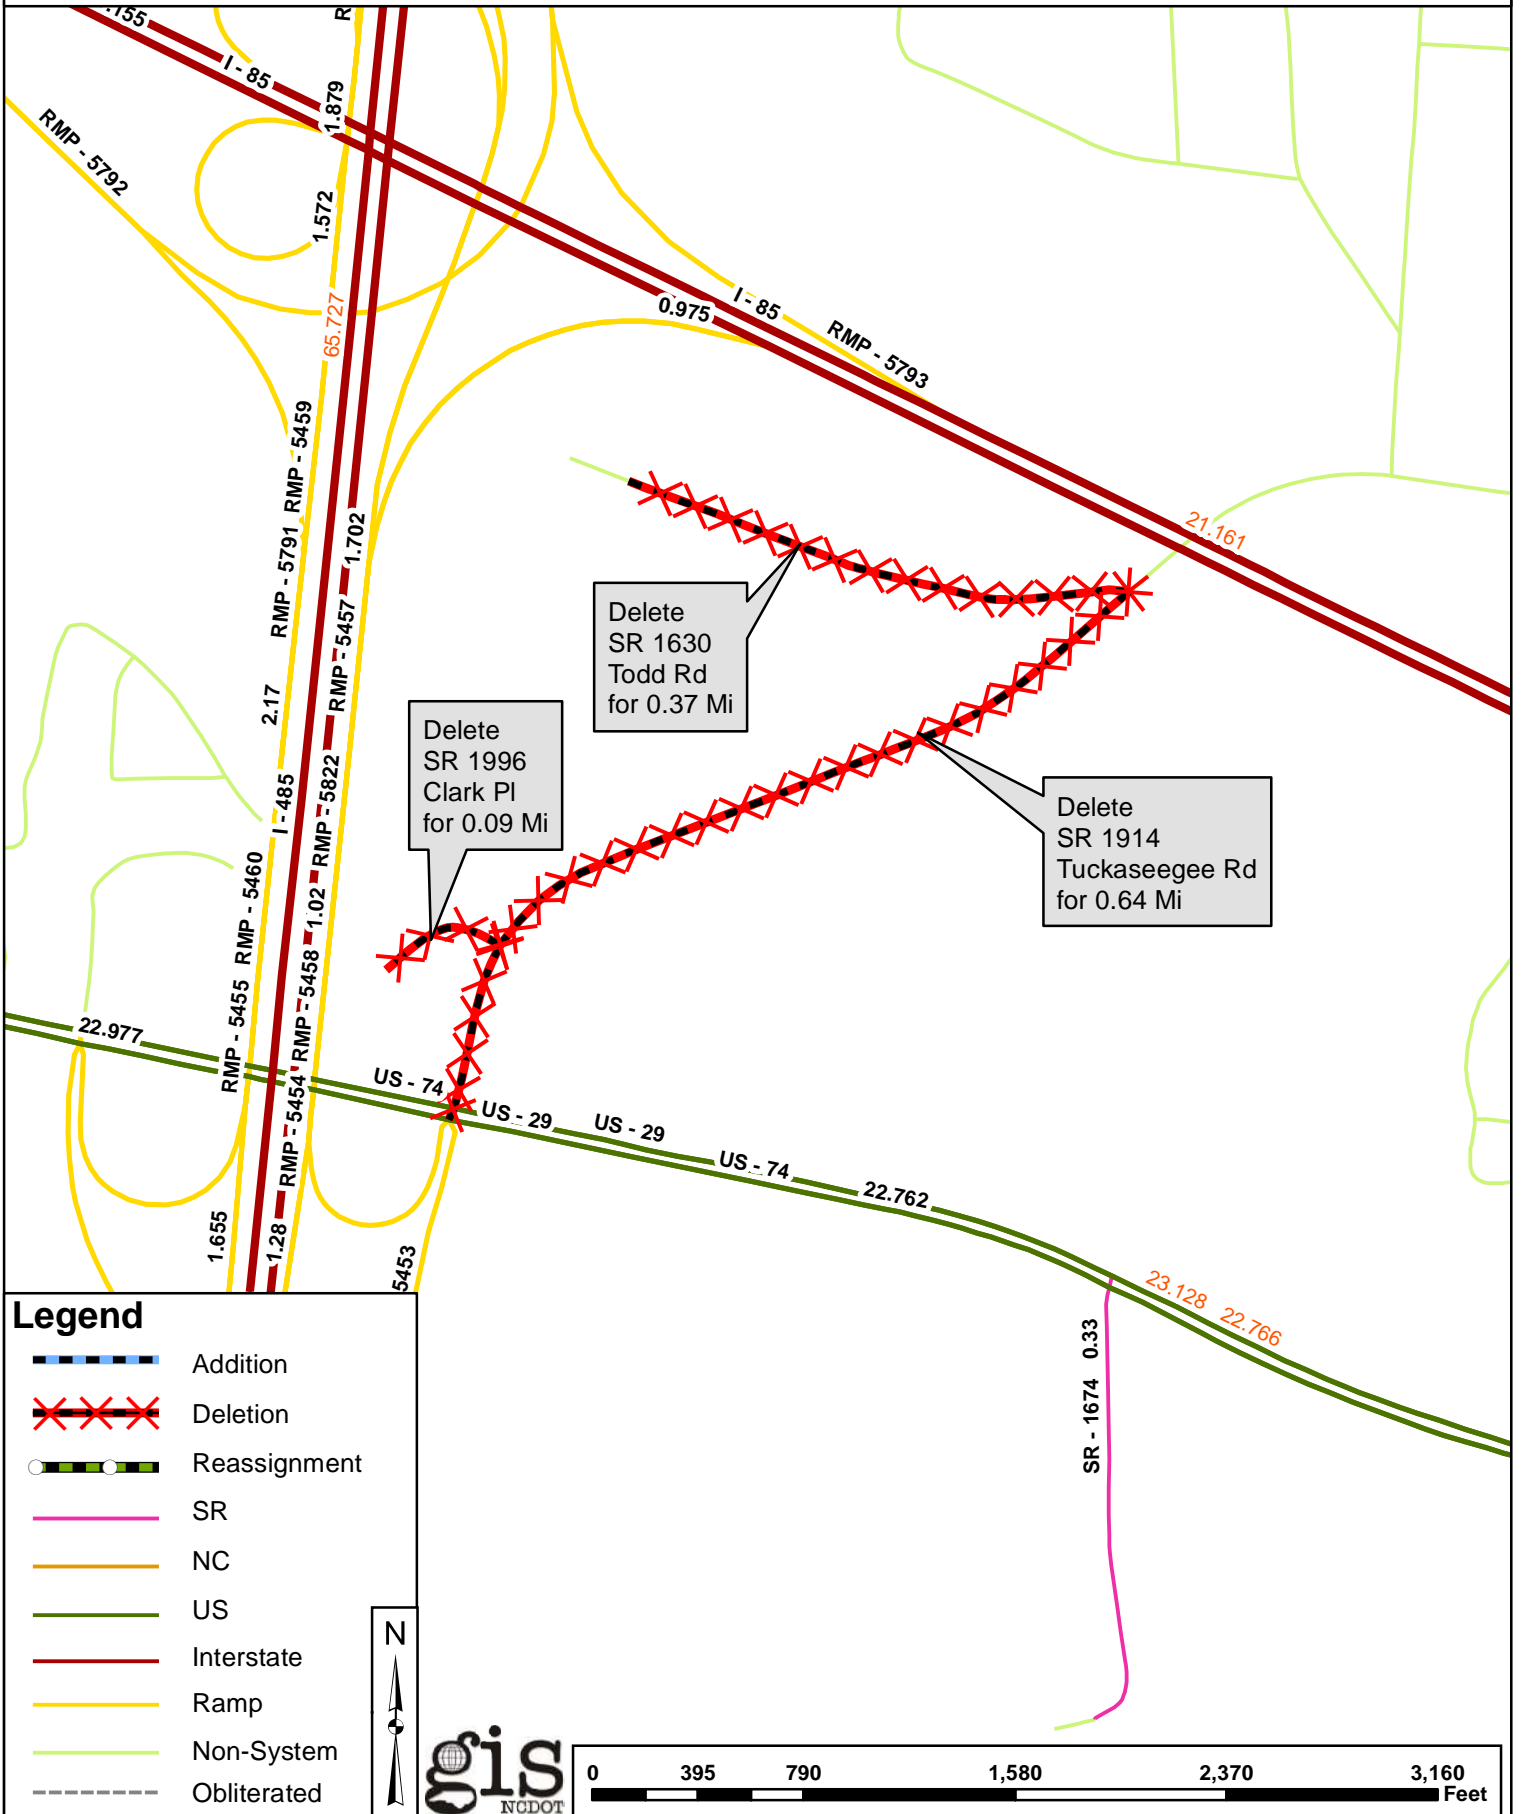 .155
I - 85
R
1.879
RMP - 5792
1.572
65.727
0.975
I - 85
RMP - 5793
RMP - 5459
RMP - 5791
1.702
21.161
Delete
SR 1630
Todd Rd
for 0.37 Mi
RMP - 5457
2.17
Delete
SR 1996
Clark Pl
for 0.09 Mi
I - 485
RMP - 5822
Delete
SR 1914
Tuckaseegee Rd
for 0.64 Mi
RMP - 5460
1.02
RMP - 5455
RMP - 5458
22.977
RMP - 5454
US - 74
US - 29
US - 29
US - 74
22.762
1.655
1.28
5453
23.128
22.766
SR - 1674 0.33
Legend
Addition
Deletion
Reassignment
SR
NC
US
Interstate
Ramp
Non-System
Obliterated
N
gis
NCDOT
0 395 790 1,580 2,370 3,160
Feet